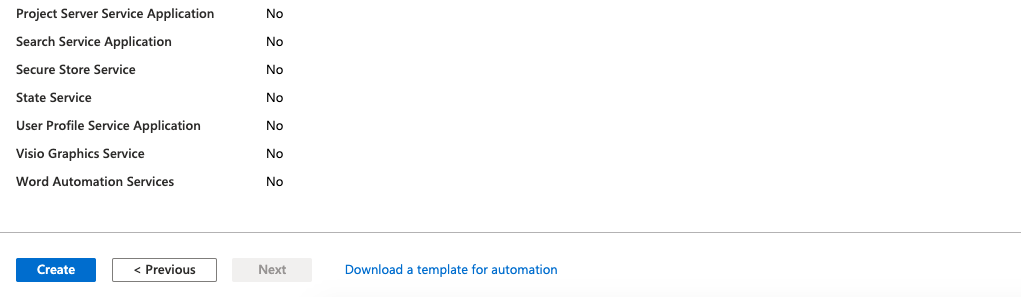 Project Server Service Application No
Search Service Application No
Secure Store Service No
State Service No
User Profile Service Application No
Visio Graphics Service No
Word Automation Services No
Create < Previous Next Download a template for automation